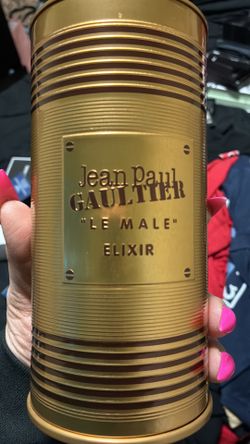 Jean Paul
GAULTIER
"LE MALE"
ELIXIR